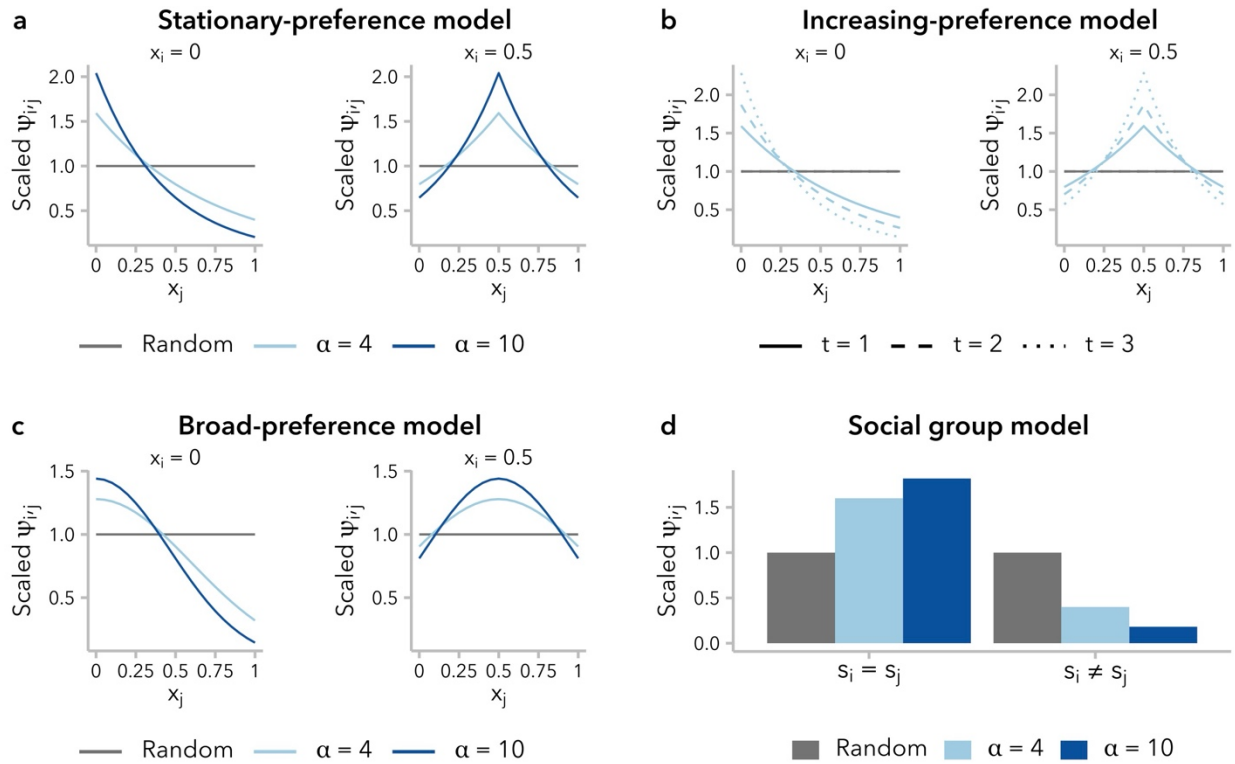 a Stationary-preference model
xᵢ = 0
xᵢ = 0.5
Scaled ψᵢ,ⱼ
2.0
1.5
1.0
0.5
0 0.25 0.5 0.75 1
xⱼ
Scaled ψᵢ,ⱼ
2.0
1.5
1.0
0.5
0 0.25 0.5 0.75 1
xⱼ
Random α = 4 α = 10
b Increasing-preference model
xᵢ = 0
xᵢ = 0.5
Scaled ψᵢ,ⱼ
2.0
1.5
1.0
0.5
0 0.25 0.5 0.75 1
xⱼ
Scaled ψᵢ,ⱼ
2.0
1.5
1.0
0.5
0 0.25 0.5 0.75 1
xⱼ
t = 1 t = 2 t = 3
c Broad-preference model
xᵢ = 0
xᵢ = 0.5
Scaled ψᵢ,ⱼ
1.5
1.0
0.5
0 0.25 0.5 0.75 1
xⱼ
Scaled ψᵢ,ⱼ
1.5
1.0
0.5
0 0.25 0.5 0.75 1
xⱼ
Random α = 4 α = 10
d Social group model
Scaled ψᵢ,ⱼ
1.5
1.0
0.5
0.0
sᵢ = sⱼ
sᵢ ≠ sⱼ
Random α = 4 α = 10